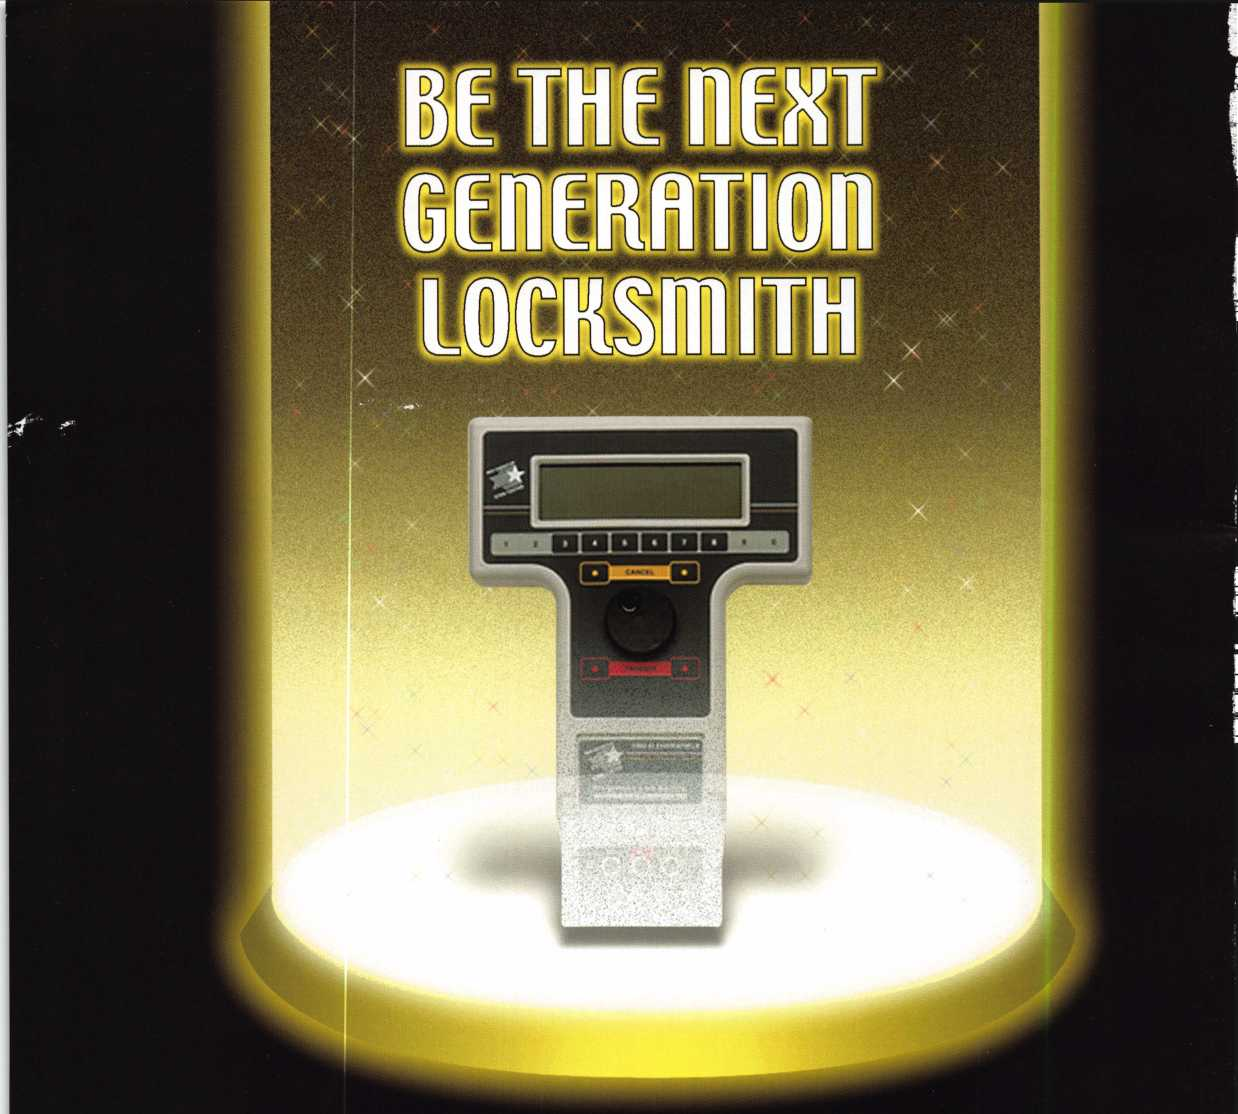 BE THE NEXT
GENERATION
LOCKSMITH
1 2 3 4 5 6 7 8 9 0
CANCEL